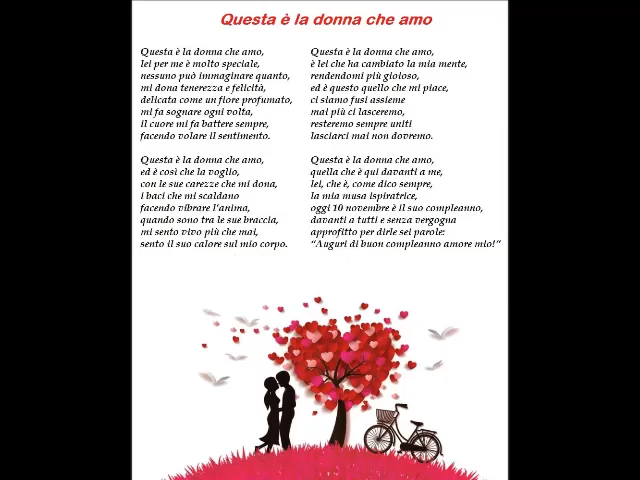 Questa è la donna che amo
Questa è la donna che amo,
lei per me è molto speciale,
nessuno può immaginare quanto,
mi dona tenerezza e felicità,
delicata come un fiore profumato,
mi fa sognare ogni volta,
il cuore mi fa battere sempre,
facendo volare il sentimento.
Questa è la donna che amo,
ed è così che la voglio,
con le sue carezze che mi dona,
i baci che mi scaldano
facendo vibrare l'anima,
quando sono tra le sue braccia,
mi sento vivo più che mai,
sento il suo calore sul mio corpo.
Questa è la donna che amo,
è lei che ha cambiato la mia mente,
rendendomi più gioioso,
ed è questo quello che mi piace,
ci siamo fusi assieme
mai più ci lasceremo,
resteremo sempre uniti
lasciarci mai non dovremo.
Questa è la donna che amo,
quella che è qui davanti a me,
lei, che è, come dico sempre,
la mia musa ispiratrice,
oggi 10 novembre è il suo compleanno,
davanti a tutti e senza vergogna
approfitto per dirle sei parole:
“Auguri di buon compleanno amore mio!”